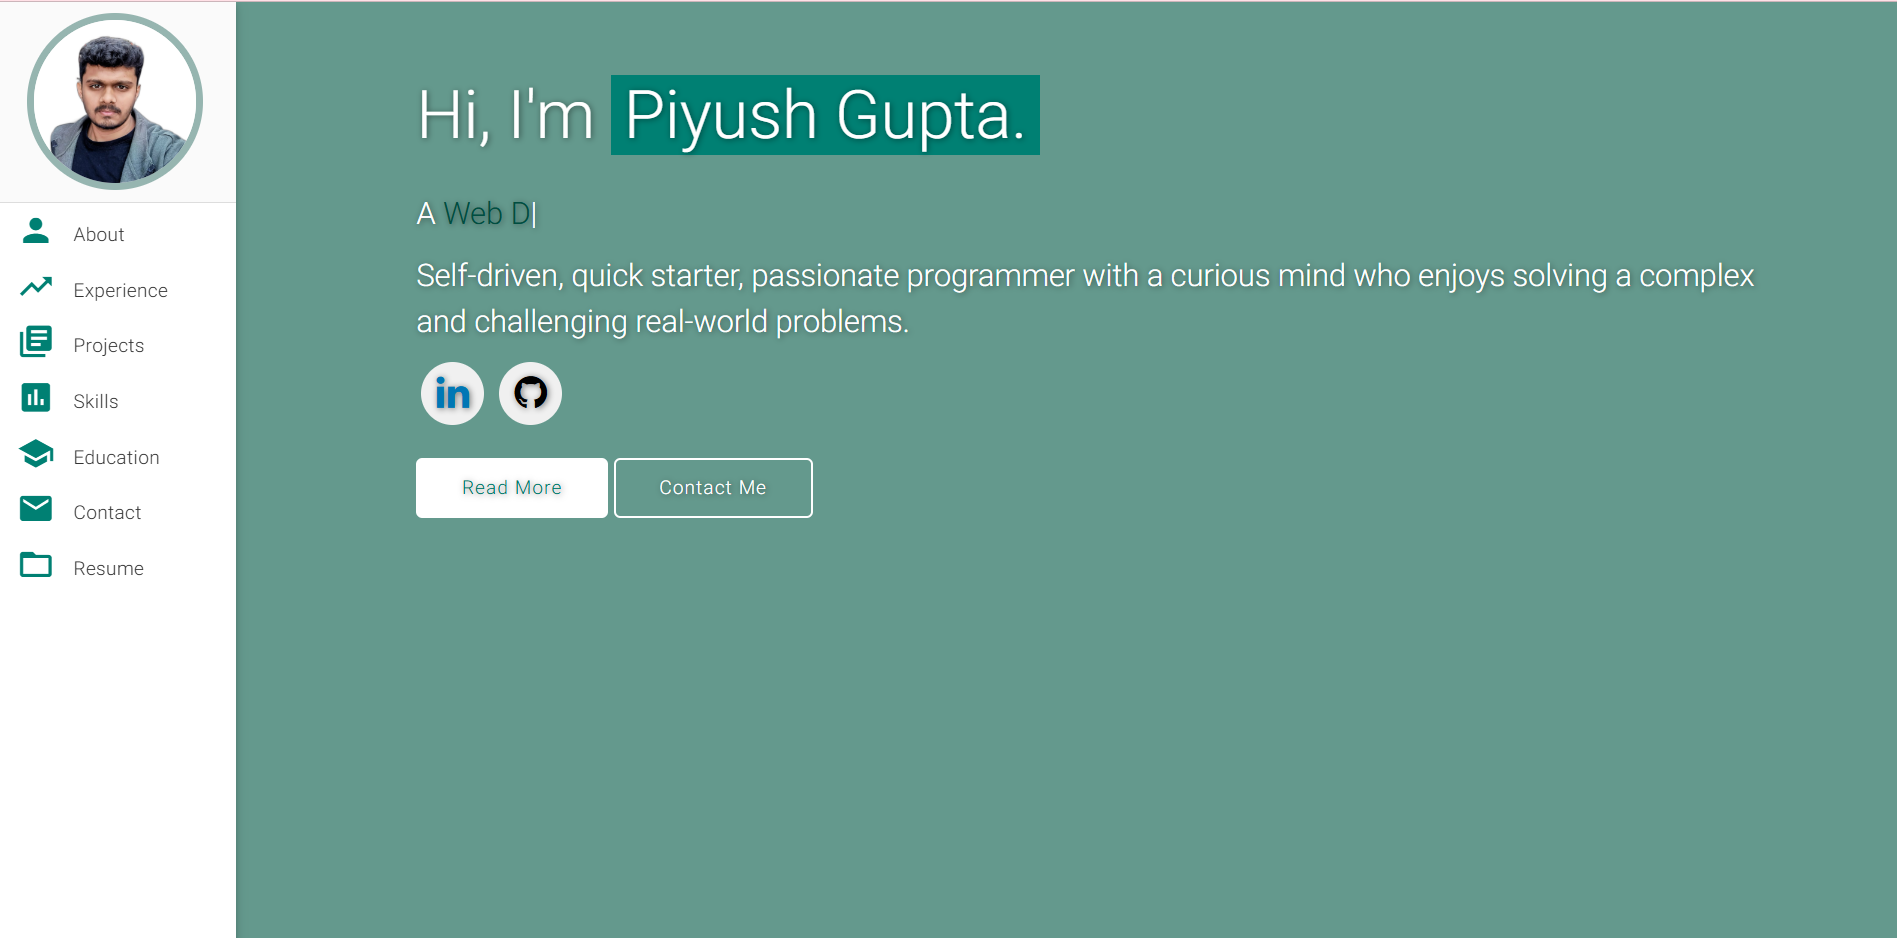 About
Experience
Projects
Skills
Education
Contact
Resume
Hi, I'm Piyush Gupta.
A Web D|
Self-driven, quick starter, passionate programmer with a curious mind who enjoys solving a complex
and challenging real-world problems.
in
Read More
Contact Me